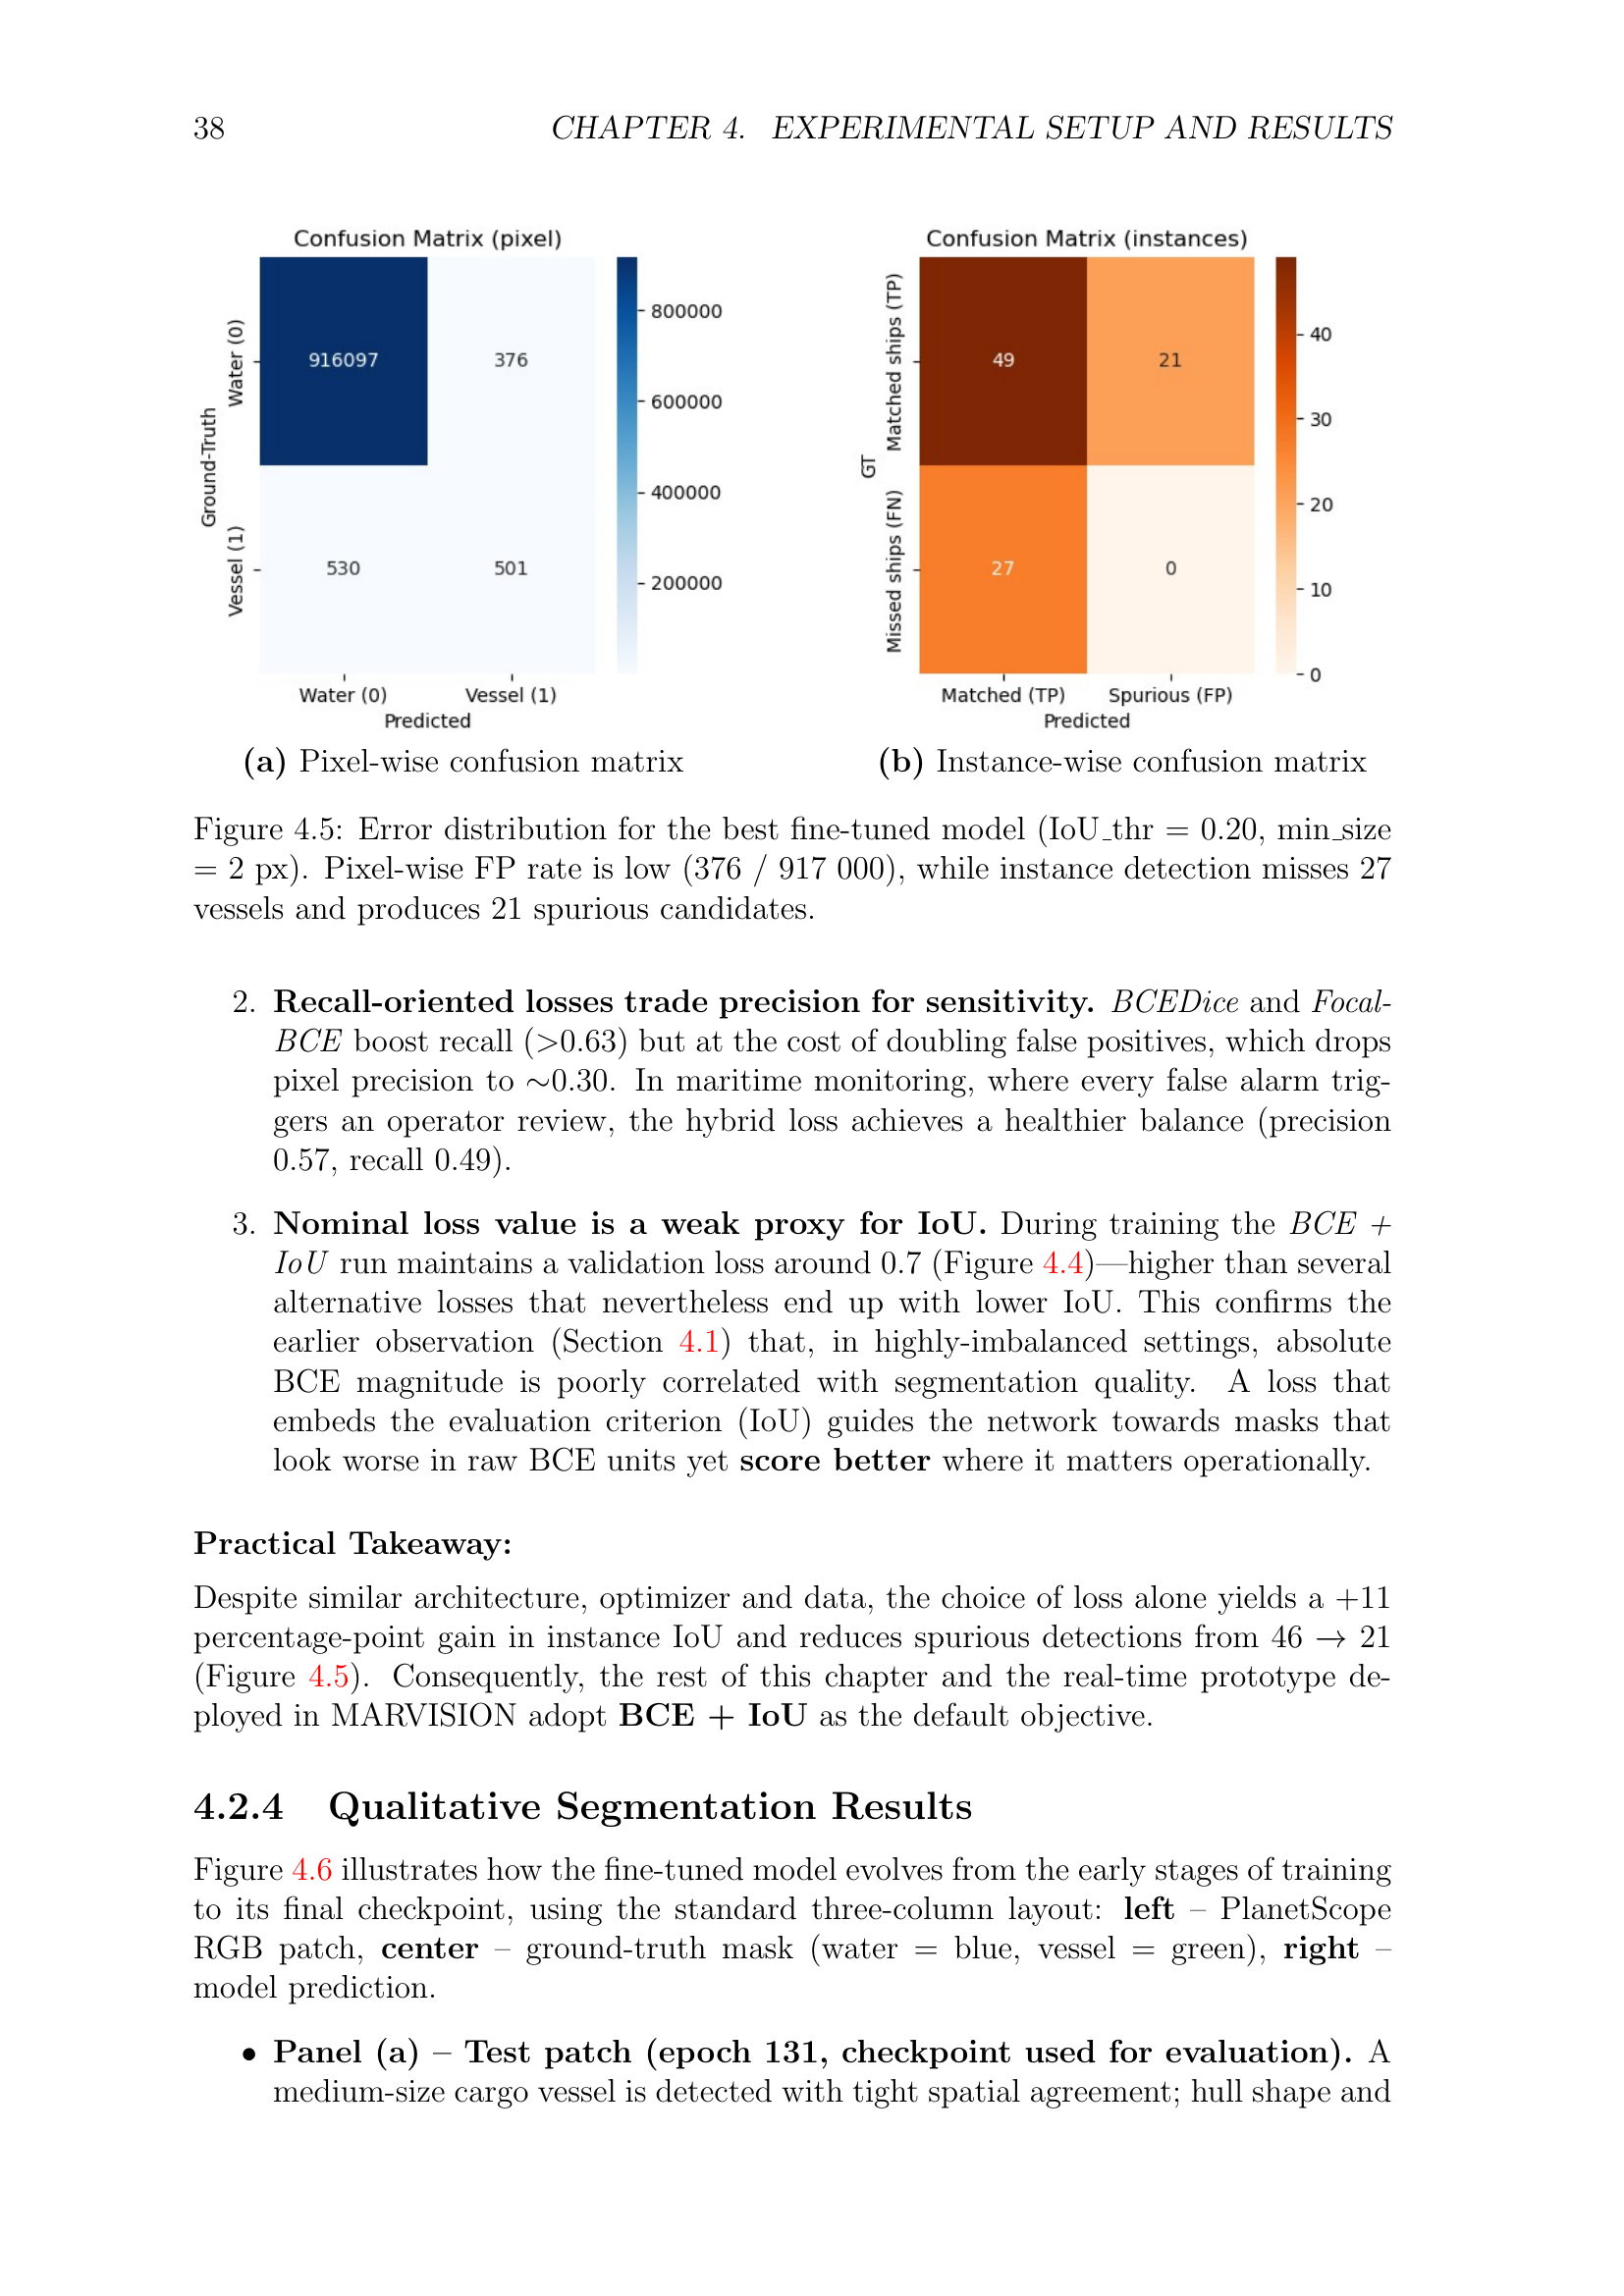 38 CHAPTER 4. EXPERIMENTAL SETUP AND RESULTS
Confusion Matrix (pixel)
Ground-Truth
Water (0)
Vessel (1)
916097 376
530 501
800000
600000
400000
200000
Water (0) Vessel (1)
Predicted
(a) Pixel-wise confusion matrix
Confusion Matrix (instances)
GT
Matched ships (TP)
Missed ships (FN)
49 21
27 0
40
30
20
10
0
Matched (TP) Spurious (FP)
Predicted
(b) Instance-wise confusion matrix
Figure 4.5: Error distribution for the best fine-tuned model (IoU_thr = 0.20, min_size
= 2 px). Pixel-wise FP rate is low (376 / 917 000), while instance detection misses 27
vessels and produces 21 spurious candidates.
2. Recall-oriented losses trade precision for sensitivity. BCEDice and Focal-
BCE boost recall (>0.63) but at the cost of doubling false positives, which drops
pixel precision to ∼0.30. In maritime monitoring, where every false alarm trig-
gers an operator review, the hybrid loss achieves a healthier balance (precision
0.57, recall 0.49).
3. Nominal loss value is a weak proxy for IoU. During training the BCE +
IoU run maintains a validation loss around 0.7 (Figure 4.4)—higher than several
alternative losses that nevertheless end up with lower IoU. This confirms the
earlier observation (Section 4.1) that, in highly-imbalanced settings, absolute
BCE magnitude is poorly correlated with segmentation quality. A loss that
embeds the evaluation criterion (IoU) guides the network towards masks that
look worse in raw BCE units yet score better where it matters operationally.
Practical Takeaway:
Despite similar architecture, optimizer and data, the choice of loss alone yields a +11
percentage-point gain in instance IoU and reduces spurious detections from 46 → 21
(Figure 4.5). Consequently, the rest of this chapter and the real-time prototype de-
ployed in MARVISION adopt BCE + IoU as the default objective.
4.2.4 Qualitative Segmentation Results
Figure 4.6 illustrates how the fine-tuned model evolves from the early stages of training
to its final checkpoint, using the standard three-column layout: left – PlanetScope
RGB patch, center – ground-truth mask (water = blue, vessel = green), right –
model prediction.
• Panel (a) – Test patch (epoch 131, checkpoint used for evaluation). A
medium-size cargo vessel is detected with tight spatial agreement; hull shape and